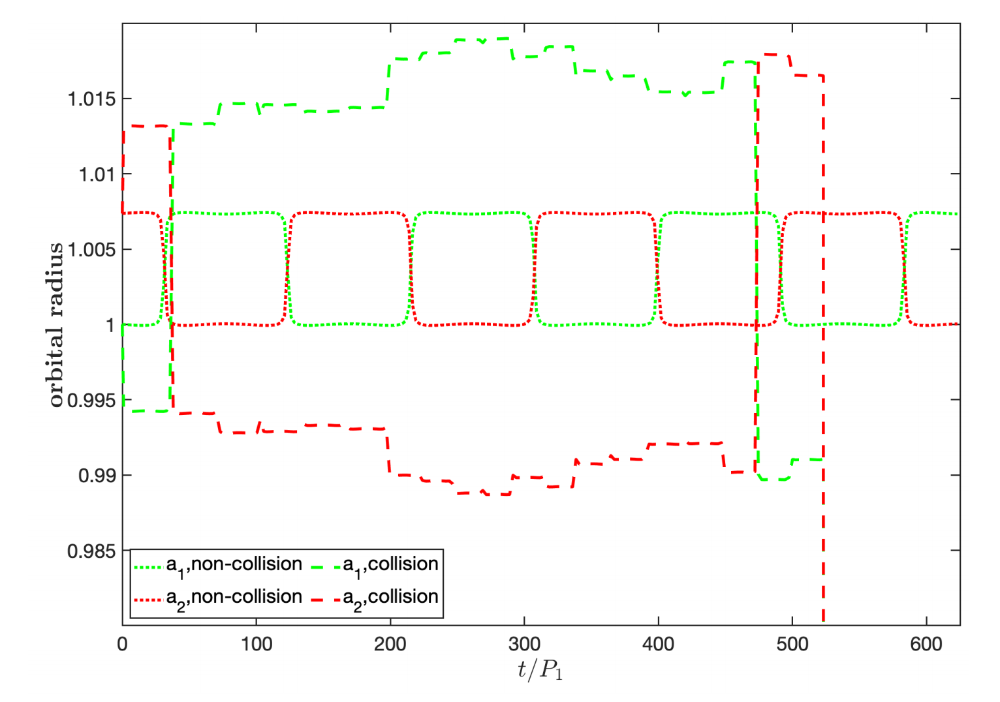 orbital radius
1.015
1.01
1.005
1
0.995
0.99
0.985
a1,non-collision a1,collision
a2,non-collision a2,collision
0 100 200 300 400 500 600
t/P1